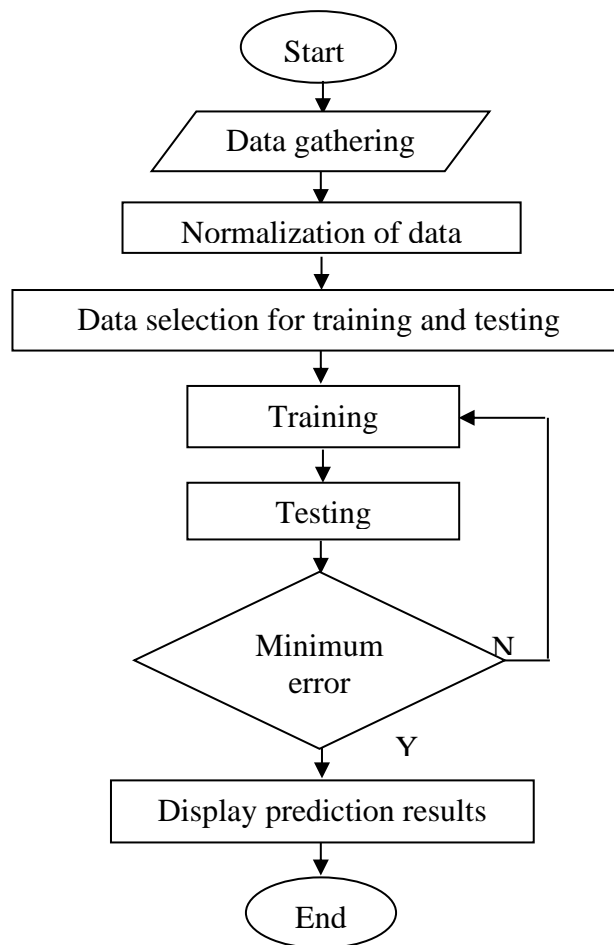 Start
Data gathering
Normalization of data
Data selection for training and testing
Training
Testing
Minimum
error
N
Y
Display prediction results
End